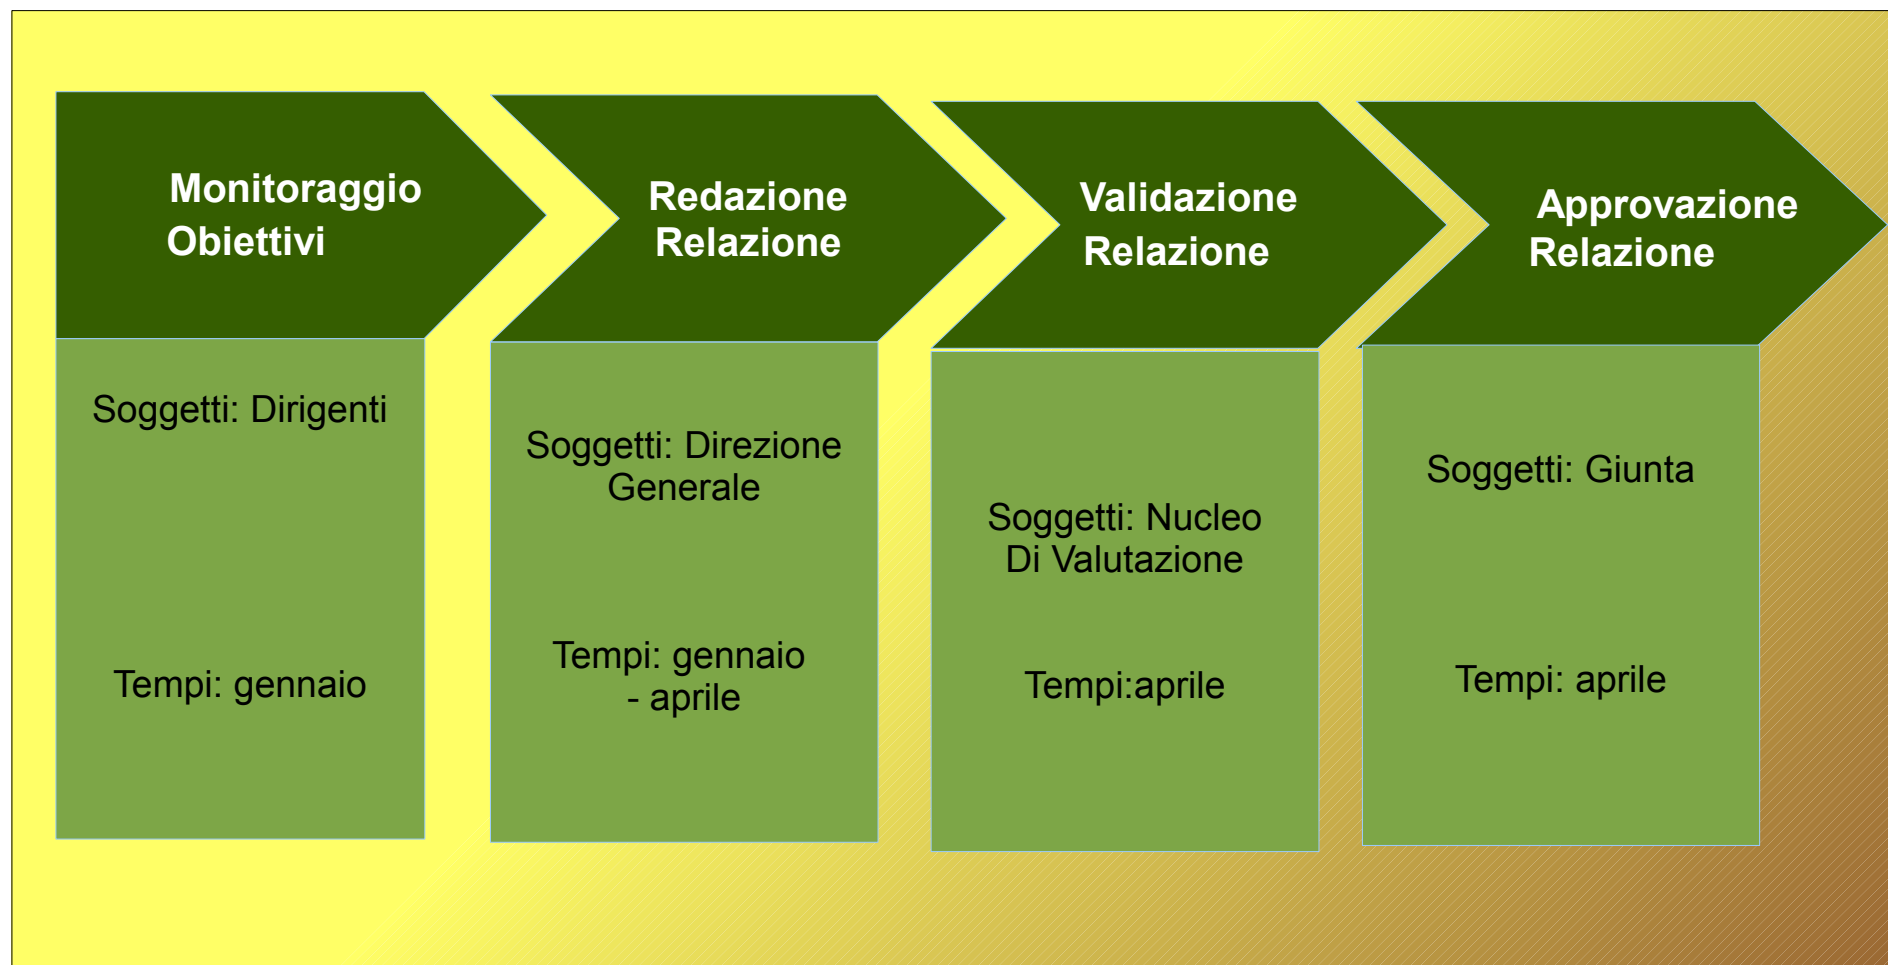 Monitoraggio
Obiettivi
Soggetti: Dirigenti
Tempi: gennaio
Redazione
Relazione
Soggetti: Direzione
Generale
Tempi: gennaio
- aprile
Validazione
Relazione
Soggetti: Nucleo
Di Valutazione
Tempi:aprile
Approvazione
Relazione
Soggetti: Giunta
Tempi: aprile